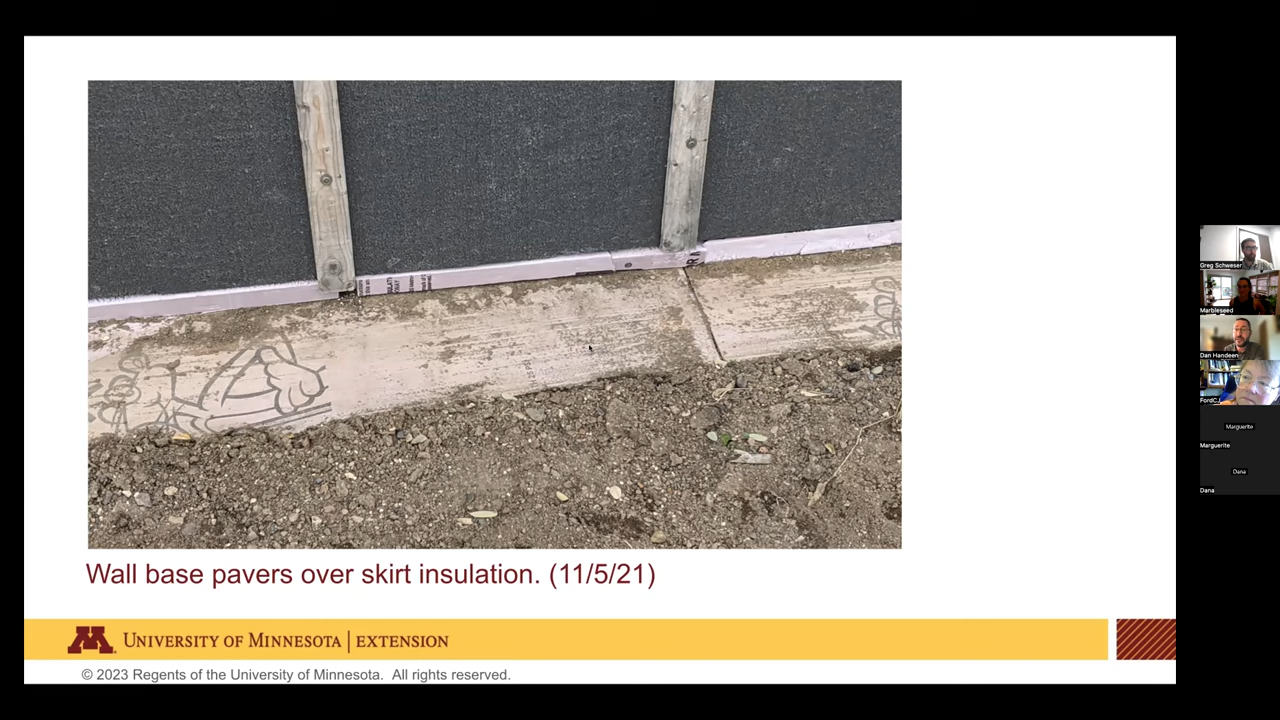 Wall base pavers over skirt insulation. (11/5/21)
UNIVERSITY OF MINNESOTA | EXTENSION
© 2023 Regents of the University of Minnesota. All rights reserved.
Greg Schweser
Marbleseed
Dan Handeen
FordCJ
Marguerite
Marguerite
Dana
Dana